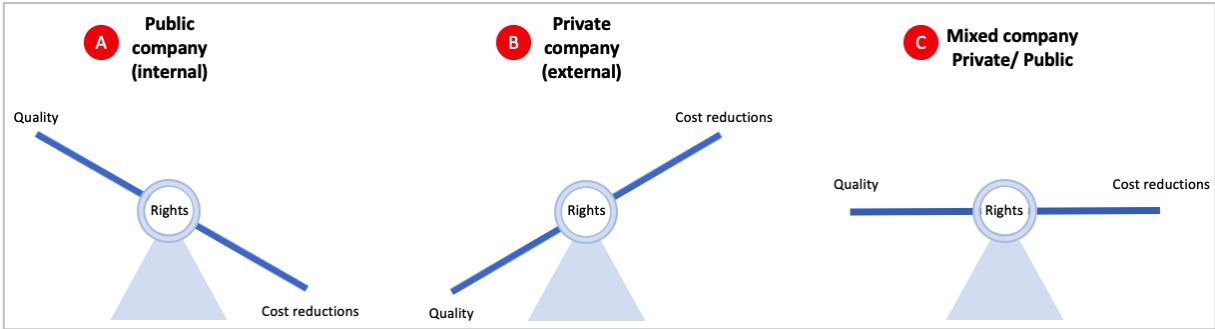 A
Public
company
(internal)
Quality
Rights
Cost reductions
B
Private
company
(external)
Cost reductions
Rights
Quality
C
Mixed company
Private/ Public
Quality
Rights
Cost reductions